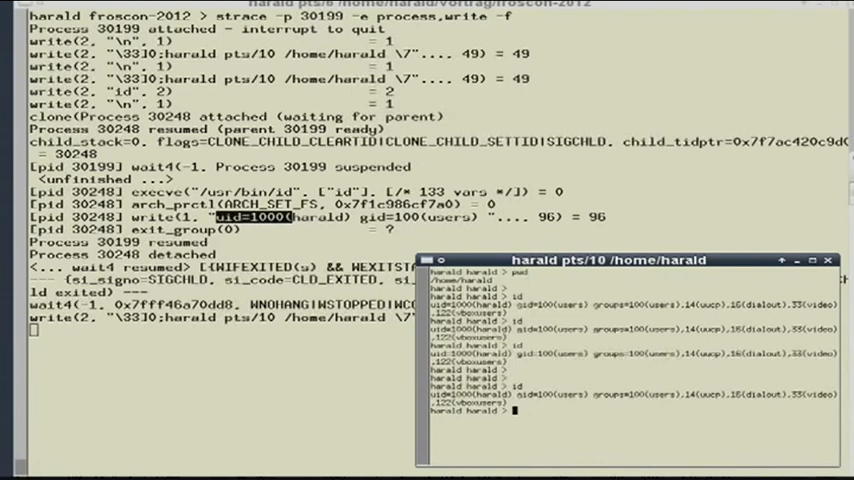 harald pts/6 /home/harald/vortrag/froscon-2012
harald froscon-2012 > strace -p 30199 -e process,write -f
Process 30199 attached - interrupt to quit
write(2, "\n", 1) = 1
write(2, "\33]0;harald pts/10 /home/harald \7"..., 49) = 49
write(2, "\n", 1) = 1
write(2, "\33]0;harald pts/10 /home/harald \7"..., 49) = 49
write(2, "id", 2) = 2
write(2, "\n", 1) = 1
clone(Process 30248 attached (waiting for parent)
Process 30248 resumed (parent 30199 ready)
child_stack=0, flags=CLONE_CHILD_CLEARTID|CLONE_CHILD_SETTID|SIGCHLD, child_tidptr=0x7f7ac420c9d0)
= 30248
[pid 30199] wait4(-1, Process 30199 suspended
<unfinished ...>
[pid 30248] execve("/usr/bin/id", ["id"], [/* 133 vars */]) = 0
[pid 30248] arch_prctl(ARCH_SET_FS, 0x7f1c986cf7a0) = 0
[pid 30248] write(1, "uid=1000(harald) gid=100(users) "..., 96) = 96
[pid 30248] exit_group(0) = ?
Process 30199 resumed
Process 30248 detached
<... wait4 resumed> [{WIFEXITED(s) && WEXITSTA
--- {si_signo=SIGCHLD, si_code=CLD_EXITED, si_
ld exited) ---
wait4(-1, 0x7fff46a70dd8, WNOHANG|WSTOPPED|WCO
write(2, "\33]0;harald pts/10 /home/harald \7"
harald pts/10 /home/harald
harald harald > pwd
/home/harald
harald harald >
harald harald > id
uid=1000(harald) gid=100(users) groups=100(users),14(uucp),16(dialout),33(video)
,122(vboxusers)
harald harald > id
uid=1000(harald) gid=100(users) groups=100(users),14(uucp),16(dialout),33(video)
,122(vboxusers)
harald harald > id
uid=1000(harald) gid=100(users) groups=100(users),14(uucp),16(dialout),33(video)
,122(vboxusers)
harald harald >
harald harald >
harald harald > id
uid=1000(harald) gid=100(users) groups=100(users),14(uucp),16(dialout),33(video)
,122(vboxusers)
harald harald >